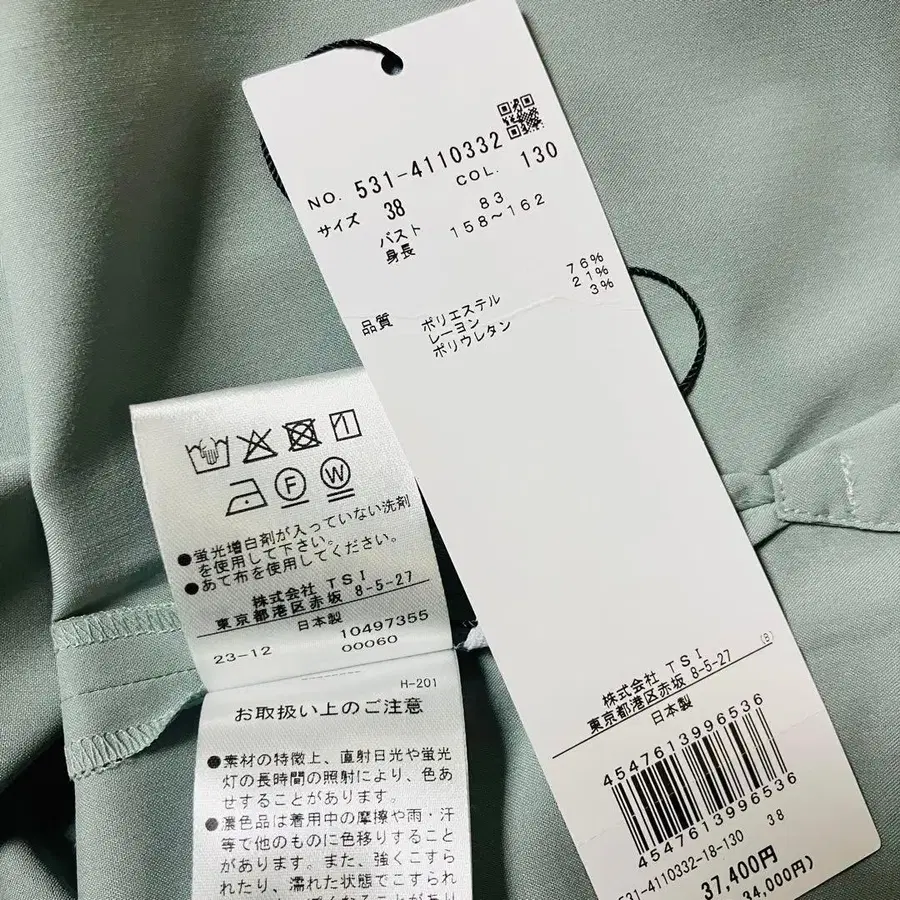 NO. 531-4110332
サイズ 38 COL. 130
バスト 83
身長 158～162
品質 ポリエステル 76%
レーヨン 21%
ポリウレタン 3%
(B)
株式会社 TSI
東京都港区赤坂 8-5-27
日本製
4547613996536
4547613996536
531-4110332-18-130 38
37,400円
34,000円)
F W
●蛍光増白剤が入っていない洗剤
を使用して下さい。
●あて布を使用してください。
株式会社 TSI
東京都港区赤坂 8-5-27
日本製
23-12 10497355
00060
H-201
お取扱い上のご注意
●素材の特徴上、直射日光や蛍光
灯の長時間の照射により、色あ
せすることがあります。
●濃色品は着用中の摩擦や雨・汗
等で他のものに色移りすること
があります。また、強くこすら
れたり、濡れた状態でこすられ